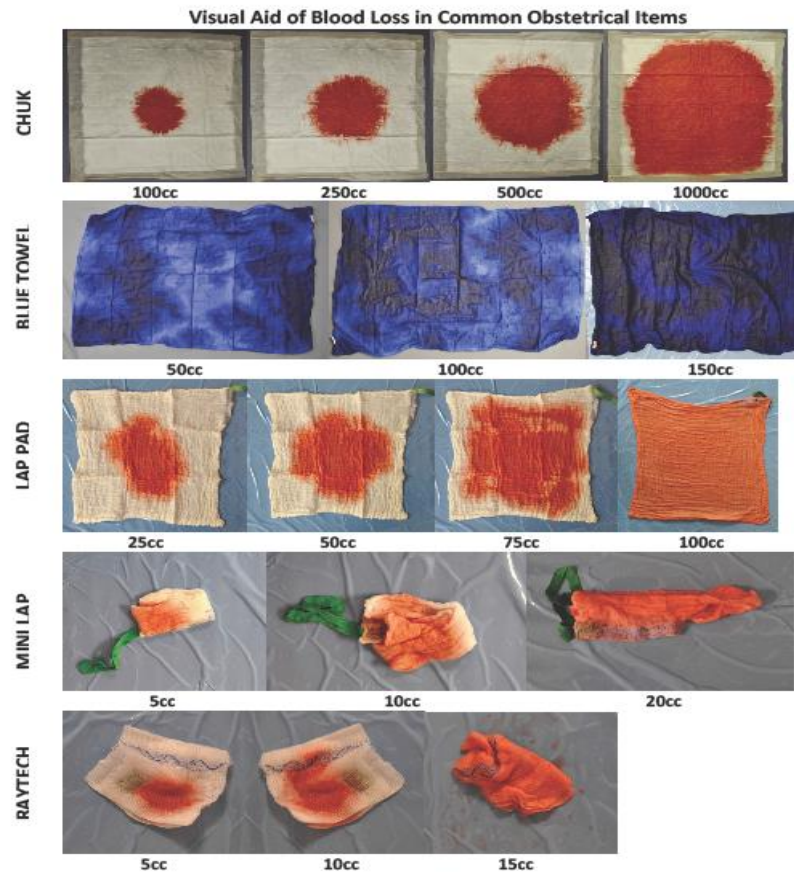 Visual Aid of Blood Loss in Common Obstetrical Items
CHUK
100cc 250cc 500cc 1000cc
BLUE TOWEL
50cc 100cc 150cc
LAP PAD
25cc 50cc 75cc 100cc
MINI LAP
5cc 10cc 20cc
RAYTECH
5cc 10cc 15cc